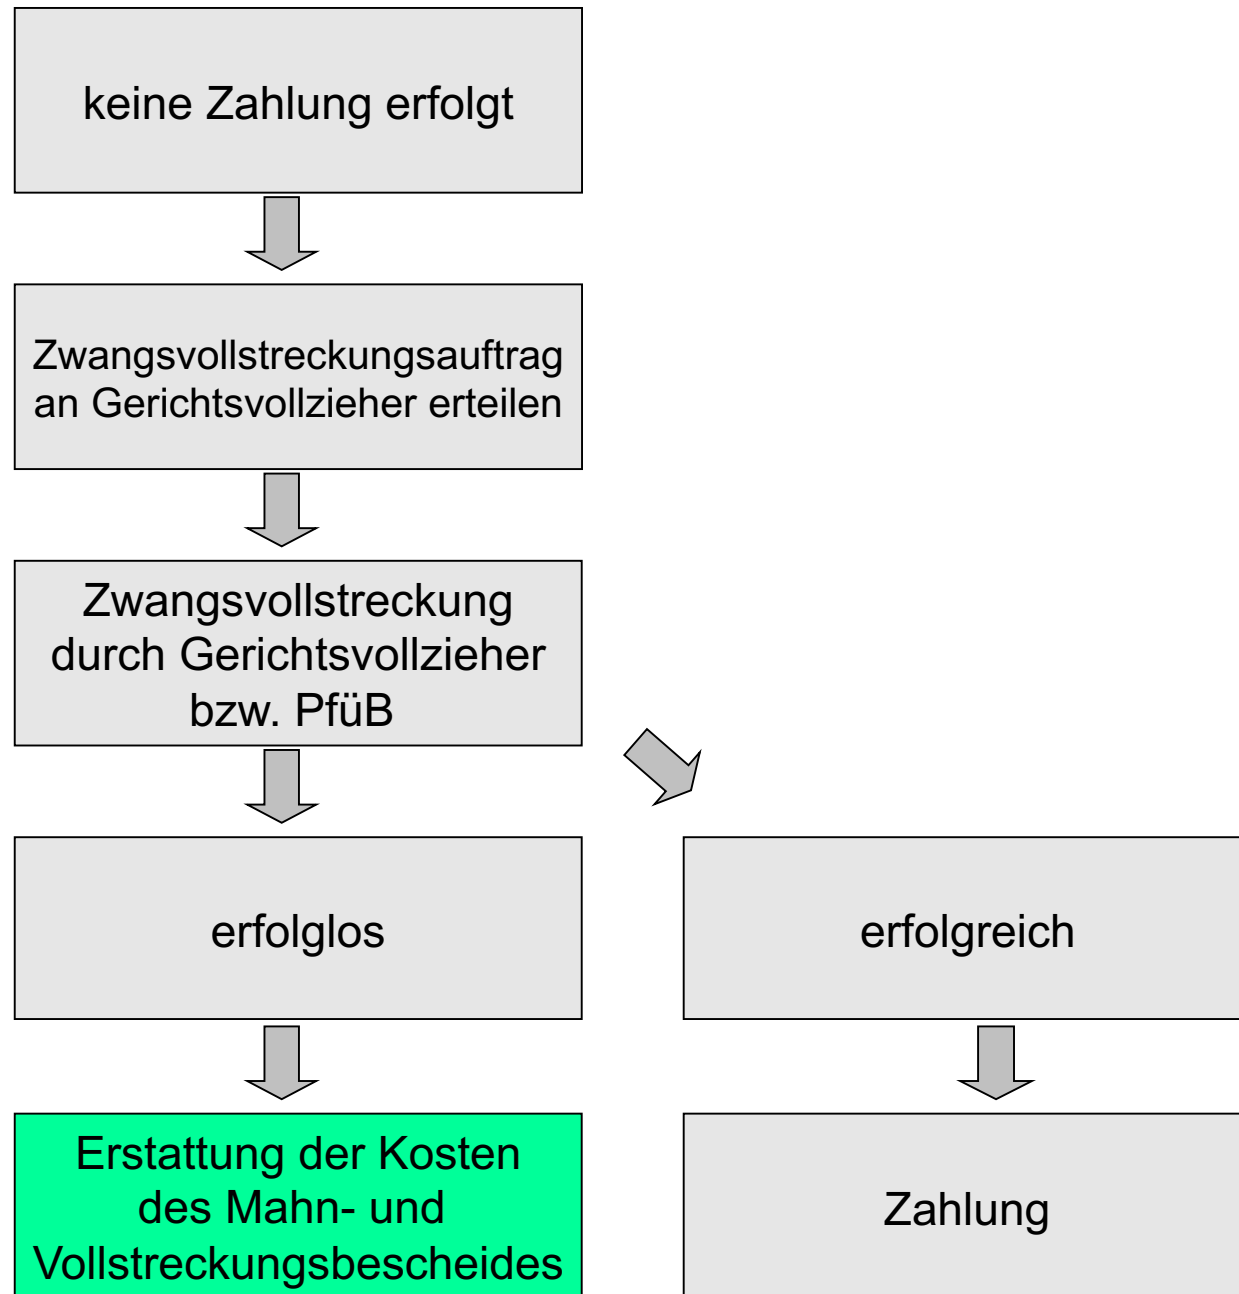 keine Zahlung erfolgt
Zwangsvollstreckungsauftrag
an Gerichtsvollzieher erteilen
Zwangsvollstreckung
durch Gerichtsvollzieher
bzw. PfüB
erfolglos
erfolgreich
Erstattung der Kosten
des Mahn- und
Vollstreckungsbescheides
Zahlung